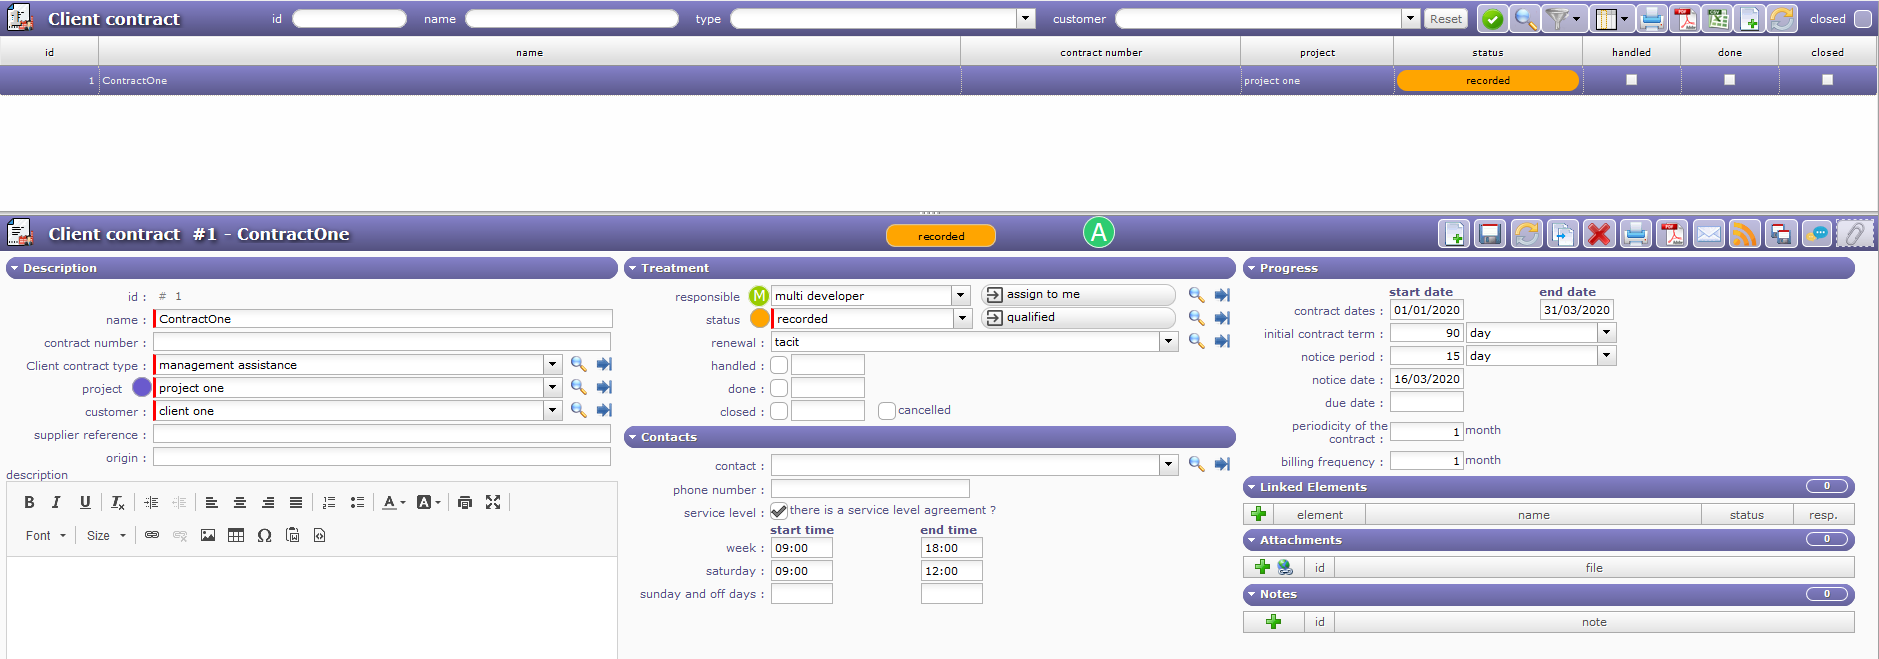 Client contract id name type customer Reset closed
id name contract number project status handled done closed
1 ContractOne project one recorded
Client contract #1 - ContractOne recorded A
Description
id : # 1
name : ContractOne
contract number :
Client contract type : management assistance
project project one
customer : client one
supplier reference :
origin :
description
B I U Tx A A
Font Size Ω
Treatment
responsible M multi developer assign to me
status recorded qualified
renewal : tacit
handled :
done :
closed : cancelled
Contacts
contact :
phone number :
service level : there is a service level agreement ?
start time end time
week : 09:00 18:00
saturday : 09:00 12:00
sunday and off days :
Progress
start date end date
contract dates : 01/01/2020 31/03/2020
initial contract term : 90 day
notice period : 15 day
notice date : 16/03/2020
due date :
periodicity of the
contract : 1 month
billing frequency : 1 month
Linked Elements 0
element name status resp.
Attachments 0
id file
Notes 0
id note